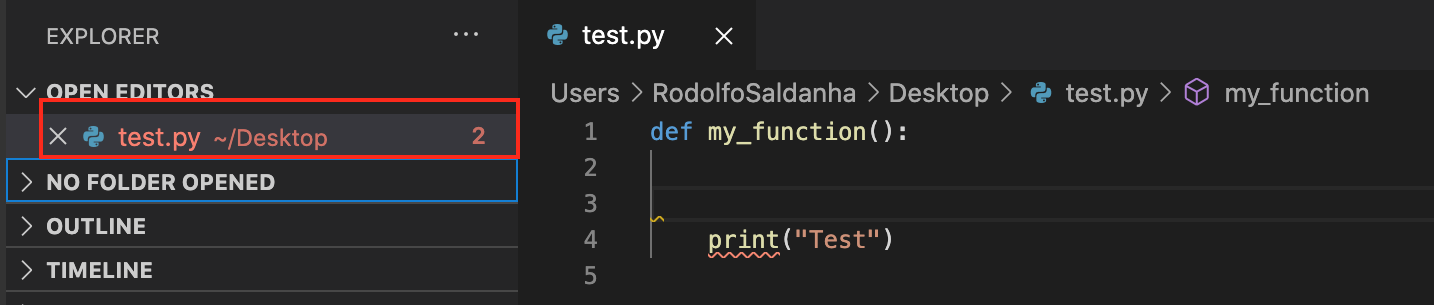 EXPLORER ...
OPEN EDITORS
test.py ~/Desktop 2
NO FOLDER OPENED
OUTLINE
TIMELINE
test.py
Users > RodolfoSaldanha > Desktop > test.py > my_function
1 def my_function():
2
3
4 print("Test")
5